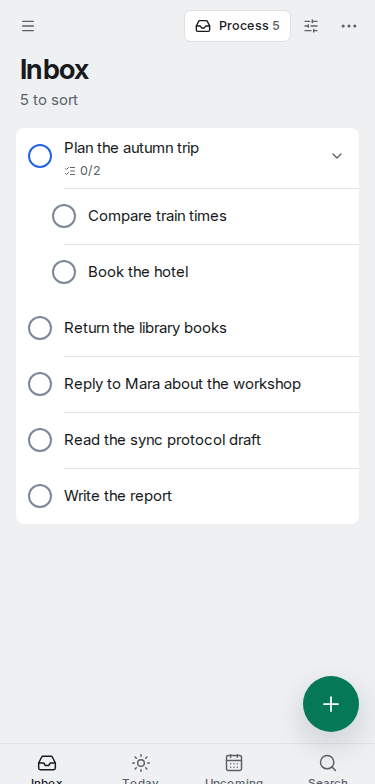 Process 5
Inbox
5 to sort
Plan the autumn trip
0/2
Compare train times
Book the hotel
Return the library books
Reply to Mara about the workshop
Read the sync protocol draft
Write the report
Inbox
Today
Upcoming
Search